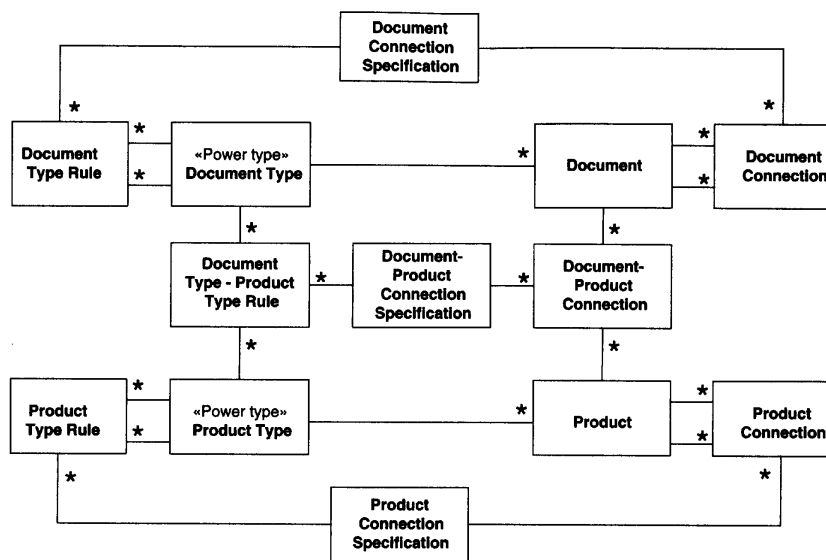 Document
Connection
Specification
*
*
Document
Type Rule
*
*
«Power type»
Document Type
*
Document
*
*
Document
Connection
*
*
Document
Type - Product
Type Rule
*
Document-
Product
Connection
Specification
*
Document-
Product
Connection
*
*
Product
Type Rule
*
*
«Power type»
Product Type
*
Product
*
*
Product
Connection
*
*
Product
Connection
Specification